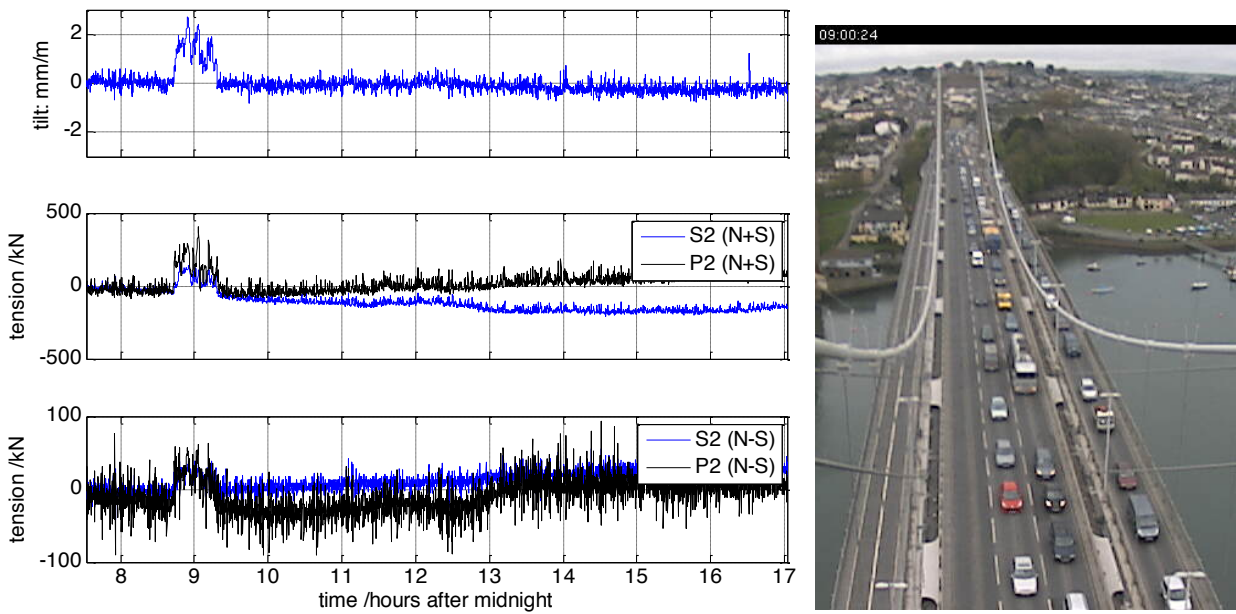 tilt: mm/m
2
0
-2
tension /kN
500
0
-500
S2 (N+S)
P2 (N+S)
tension /kN
100
0
-100
S2 (N-S)
P2 (N-S)
8 9 10 11 12 13 14 15 16 17
time /hours after midnight
09:00:24